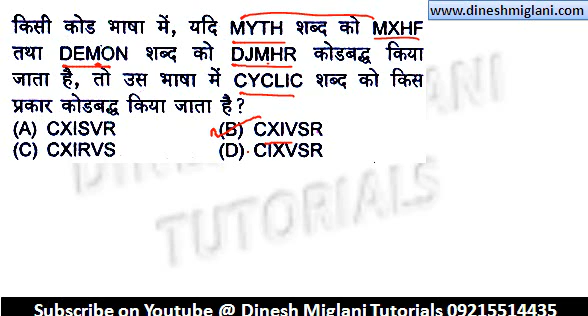 www.dineshmiglani.com
किसी कोड भाषा में, यदि MYTH शब्द को MXHF
तथा DEMON शब्द को DJMHR कोडबद्ध किया
जाता है, तो उस भाषा में CYCLIC शब्द को किस
प्रकार कोडबद्ध किया जाता है?
(A) CXISVR (B) CXIVSR
(C) CXIRVS (D) CIXVSR
DINESH MIGLANI
TUTORIALS
Subscribe on Youtube @ Dinesh Miglani Tutorials 09215514435